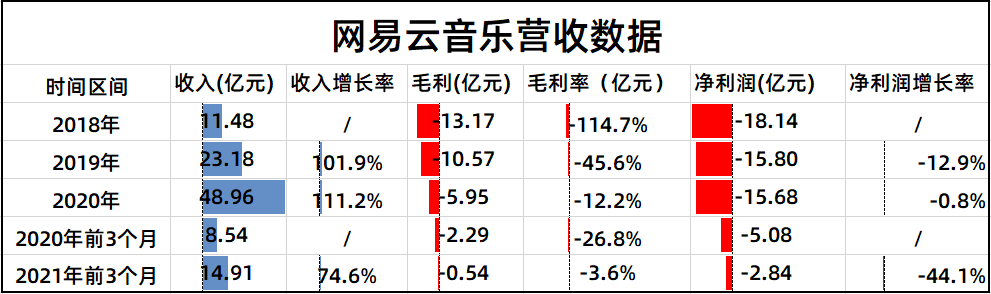 网易云音乐营收数据
时间区间 收入(亿元) 收入增长率 毛利(亿元) 毛利率（亿元） 净利润(亿元) 净利润增长率
2018年 11.48 / -13.17 -114.7% -18.14 /
2019年 23.18 101.9% -10.57 -45.6% -15.80 -12.9%
2020年 48.96 111.2% -5.95 -12.2% -15.68 -0.8%
2020年前3个月 8.54 / -2.29 -26.8% -5.08 /
2021年前3个月 14.91 74.6% -0.54 -3.6% -2.84 -44.1%